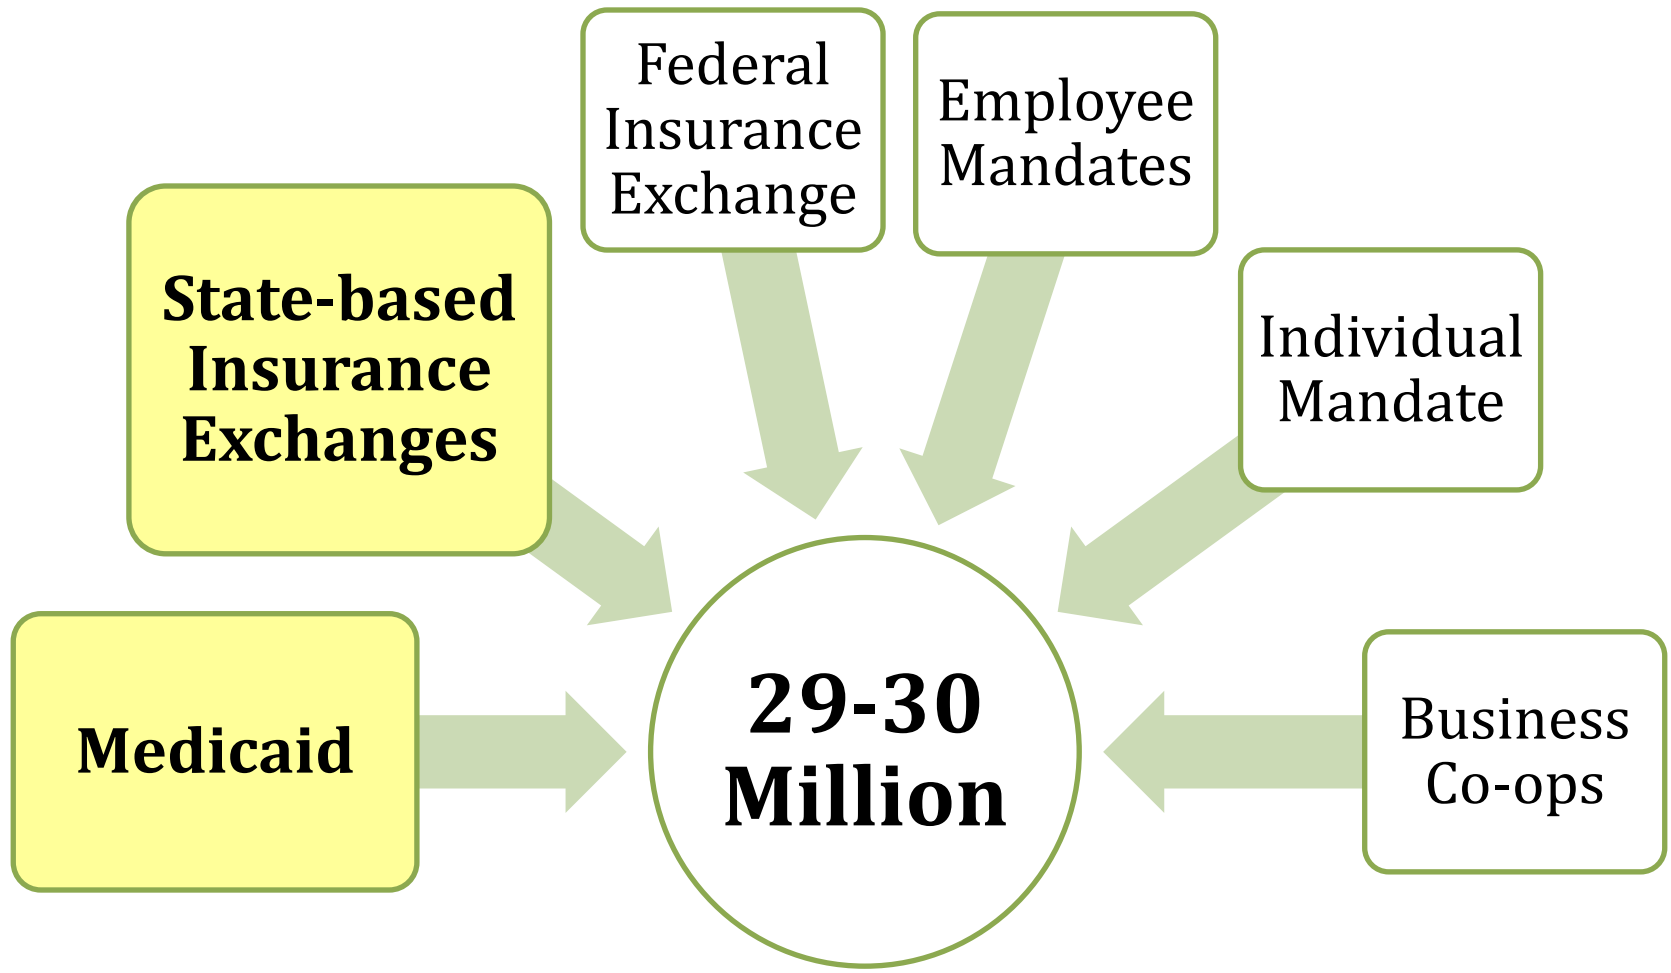 Federal
Insurance
Exchange
Employee
Mandates
State-based
Insurance
Exchanges
Individual
Mandate
Medicaid
29-30
Million
Business
Co-ops